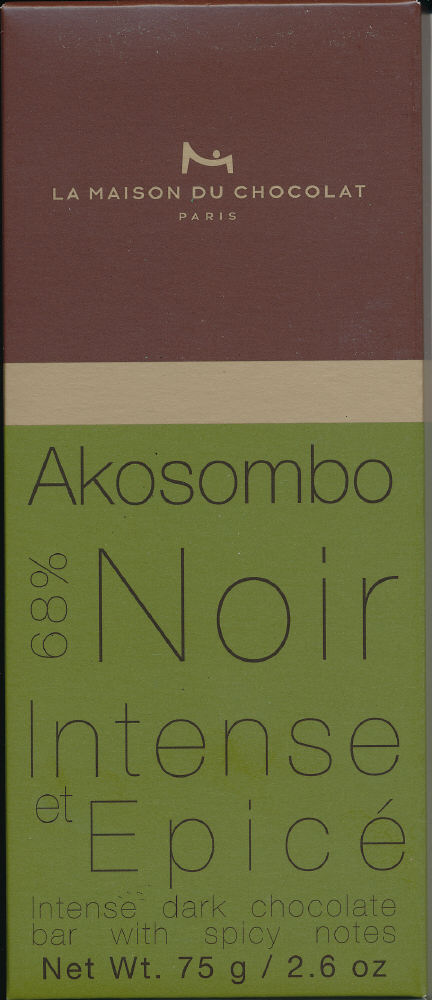 LA MAISON DU CHOCOLAT
PARIS
Akosombo
68% Noir
Intense
et Epicé
Intense dark chocolate
bar with spicy notes
Net Wt. 75 g / 2.6 oz